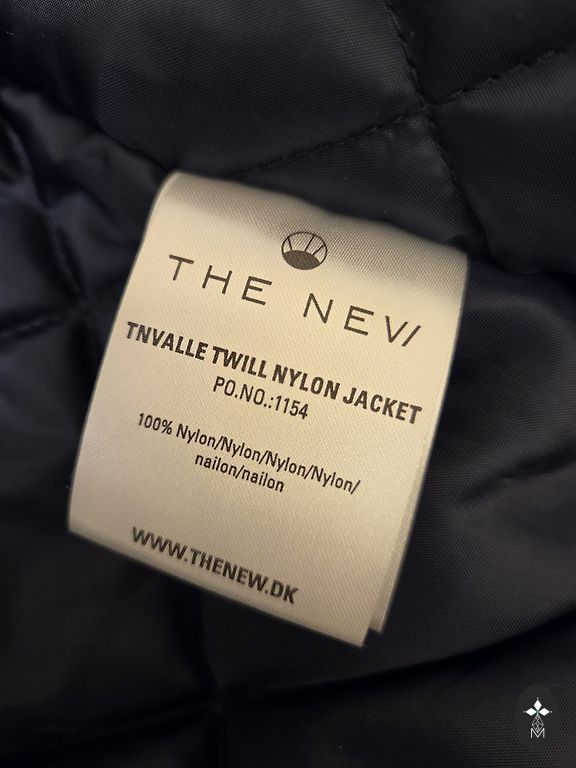 THE NEW
TNVALLE TWILL NYLON JACKET
PO.NO.:1154
100% Nylon/Nylon/Nylon/Nylon/
nailon/nailon
WWW.THENEW.DK
M